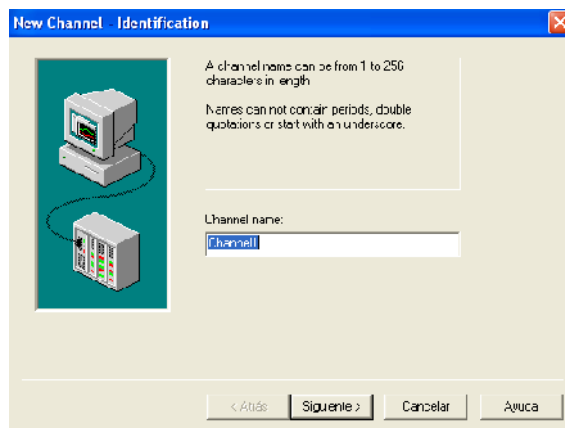 New Channel - Identification
A channel name can be from 1 to 256
characters in length
Names can not contain periods, double
quotations or start with an underscore.
Channel name:
Channel1
< Atrás
Siguiente >
Cancelar
Ayuda